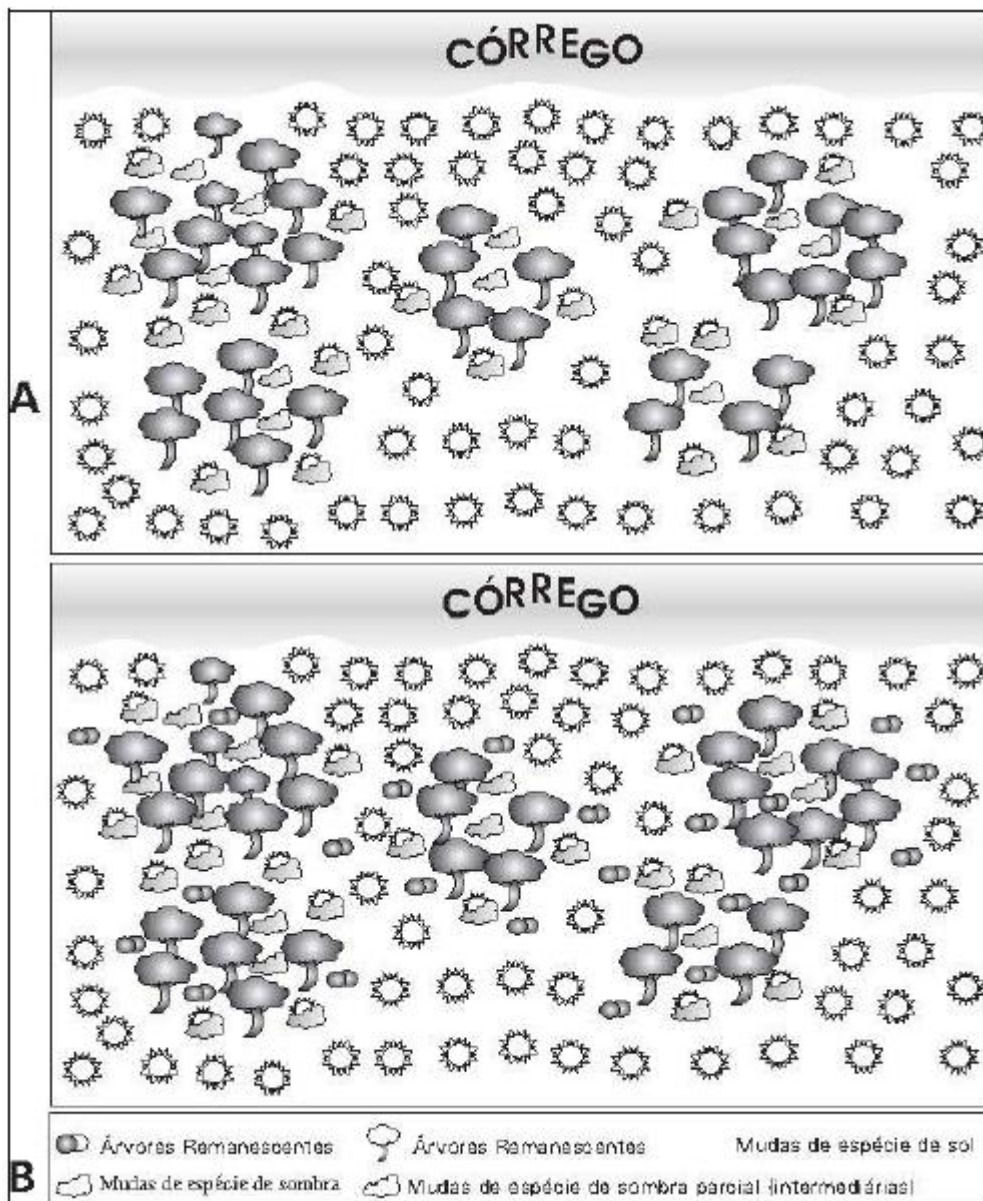 CÓRREGO
A
CÓRREGO
Árvores Remanescentes Árvores Remanescentes Mudas de espécie de sol
B Mudas de espécie de sombra Mudas de espécie de sombra parcial (intermediárias)